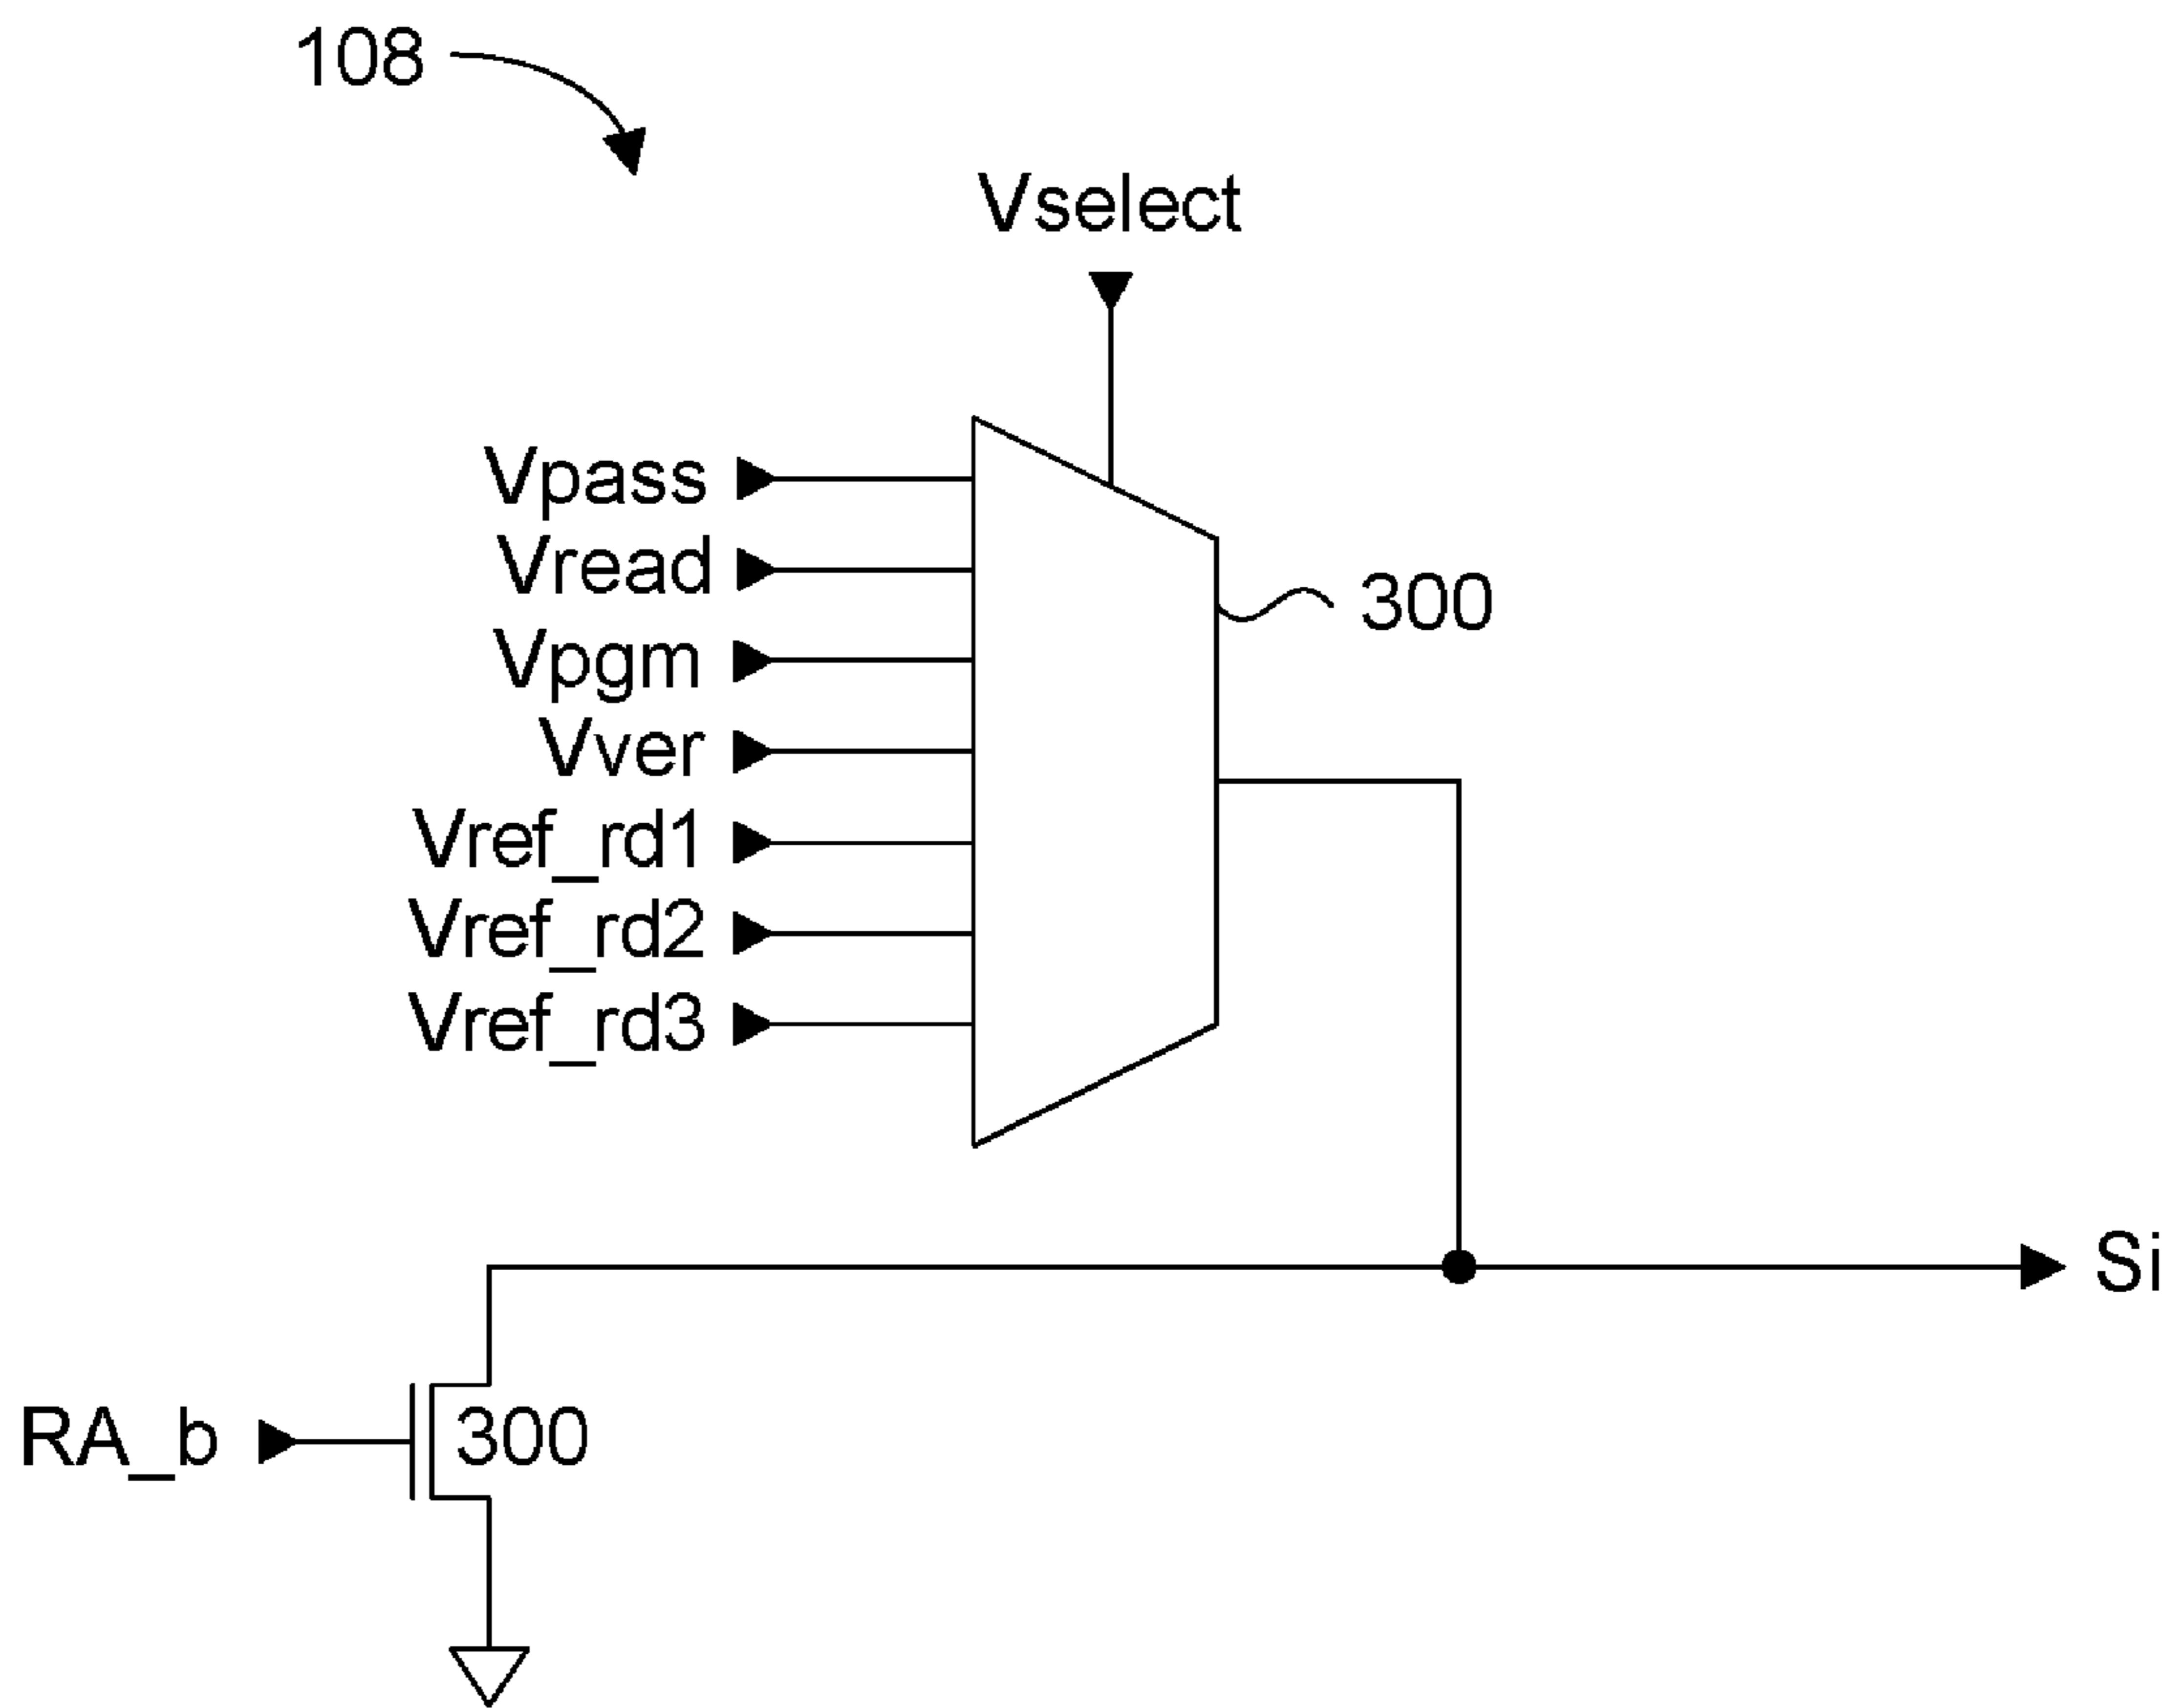 108
Vselect
Vpass
Vread
300
Vpgm
Vver
Vref_rd1
Vref_rd2
Vref_rd3
Si
RA_b
300